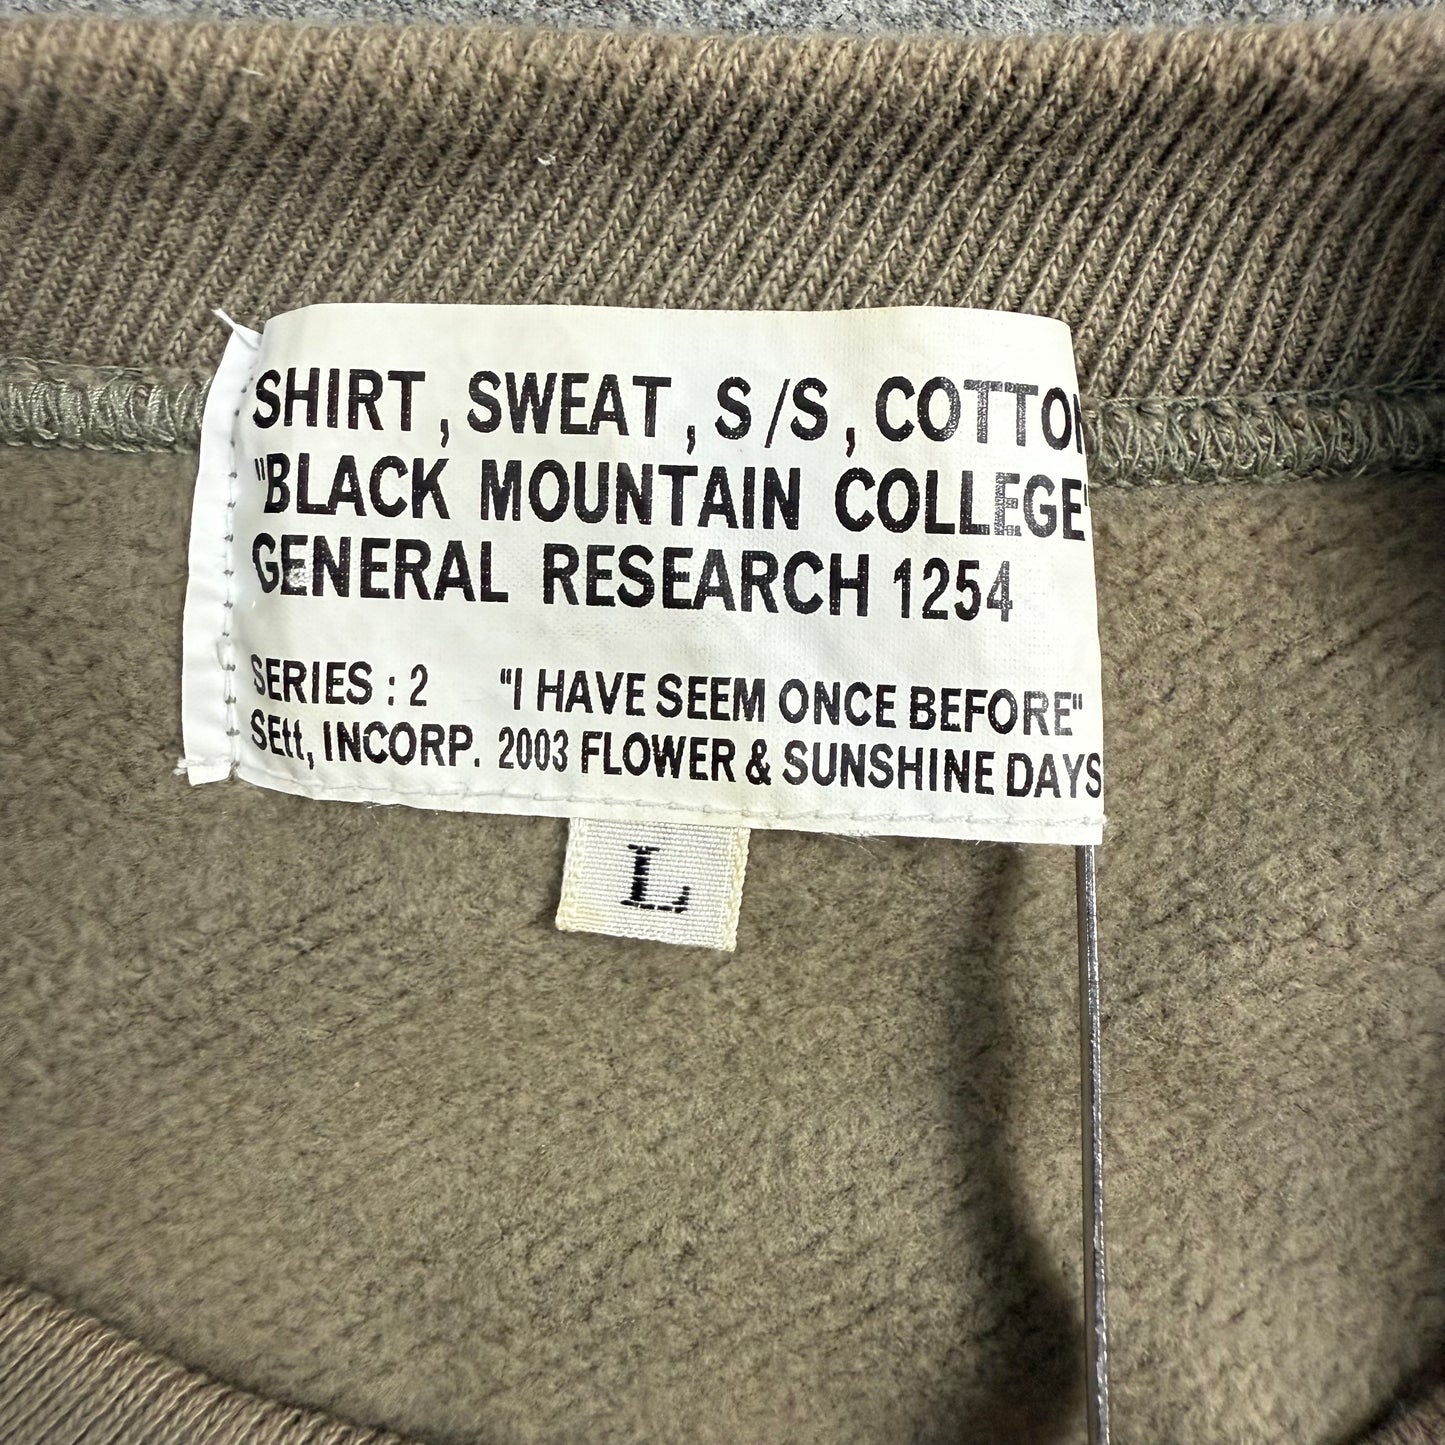 SHIRT, SWEAT, S/S, COTTON
"BLACK MOUNTAIN COLLEGE"
GENERAL RESEARCH 1254
SERIES : 2 "I HAVE SEEM ONCE BEFORE"
SEtt, INCORP. 2003 FLOWER & SUNSHINE DAYS
L